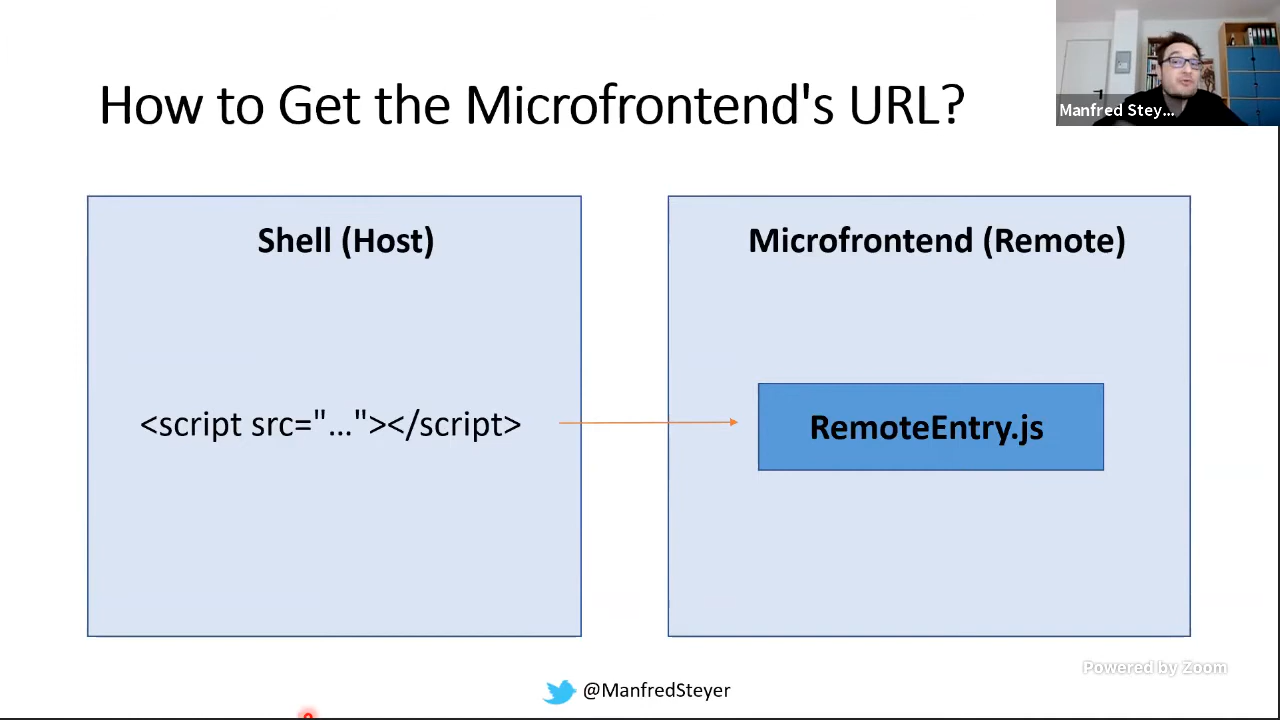 How to Get the Microfrontend's URL?
Manfred Stey...
Shell (Host)
Microfrontend (Remote)
<script src="..."></script>
RemoteEntry.js
Powered by Zoom
@ManfredSteyer